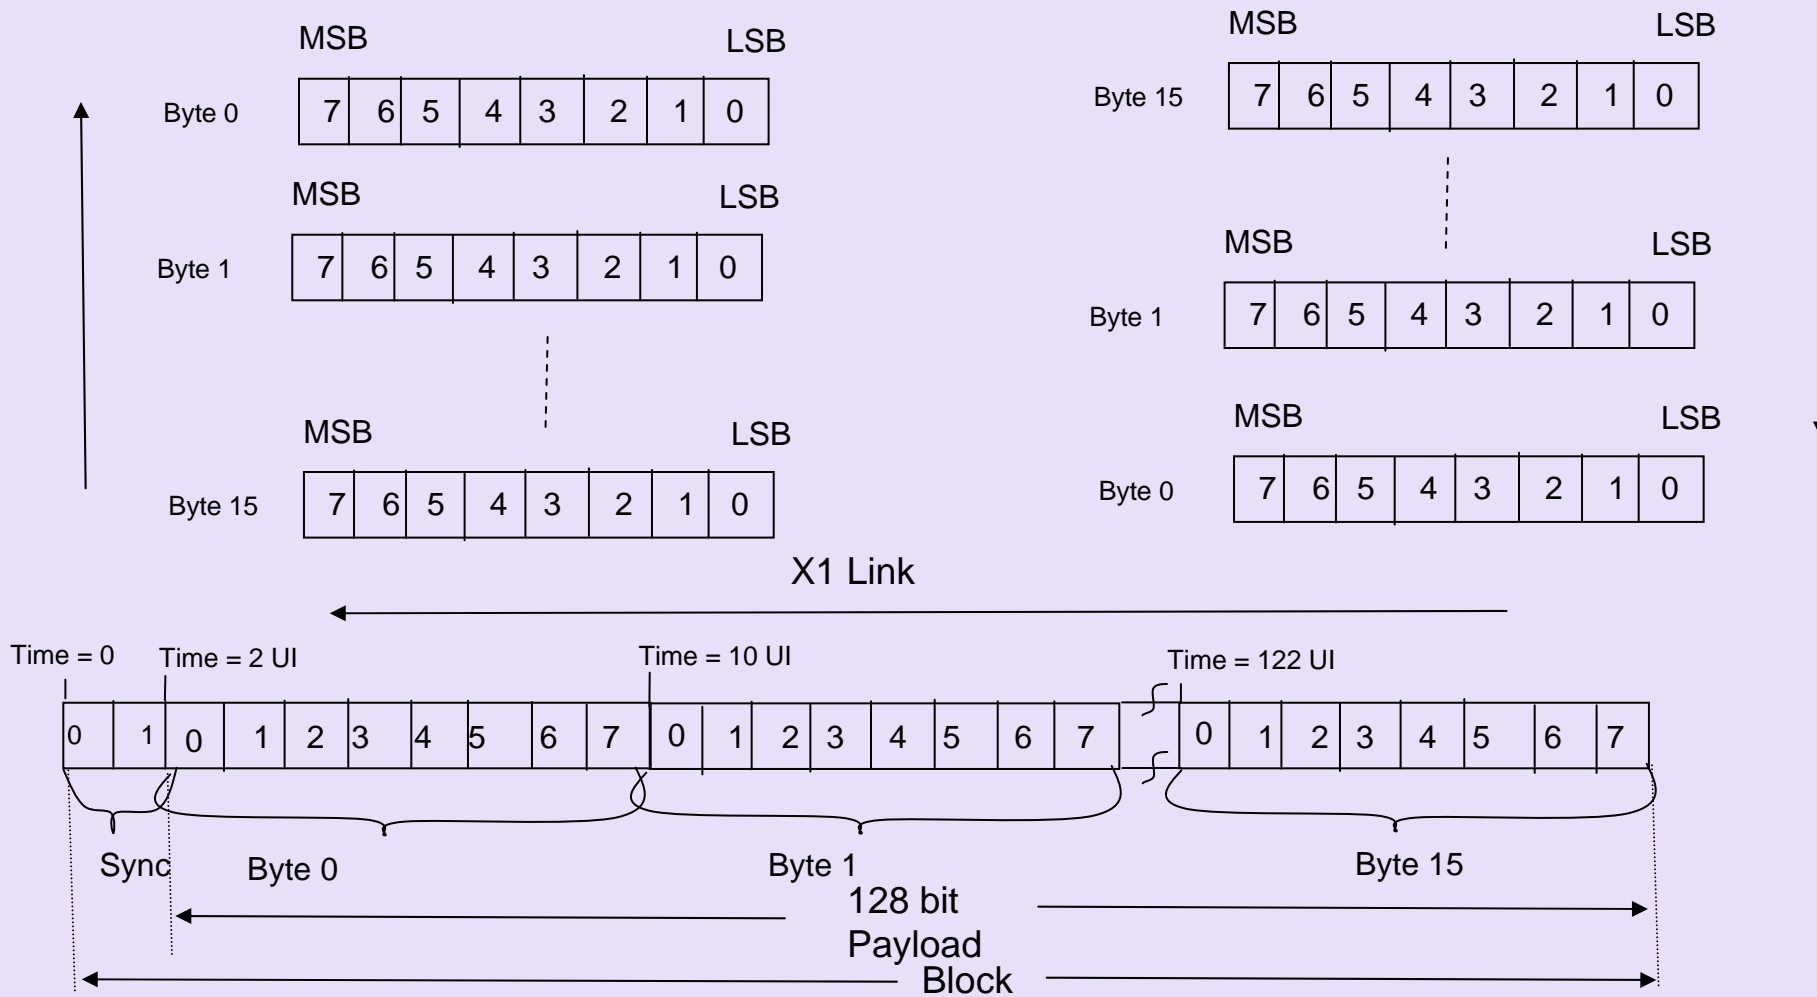 MSB LSB
Byte 0 7 6 5 4 3 2 1 0
MSB LSB
Byte 1 7 6 5 4 3 2 1 0
MSB LSB
Byte 15 7 6 5 4 3 2 1 0
MSB LSB
Byte 15 7 6 5 4 3 2 1 0
MSB LSB
Byte 1 7 6 5 4 3 2 1 0
MSB LSB
Byte 0 7 6 5 4 3 2 1 0
X1 Link
Time = 0 Time = 2 UI Time = 10 UI Time = 122 UI
0 1 0 1 2 3 4 5 6 7 0 1 2 3 4 5 6 7 0 1 2 3 4 5 6 7
Sync Byte 0 Byte 1 Byte 15
128 bit
Payload
Block